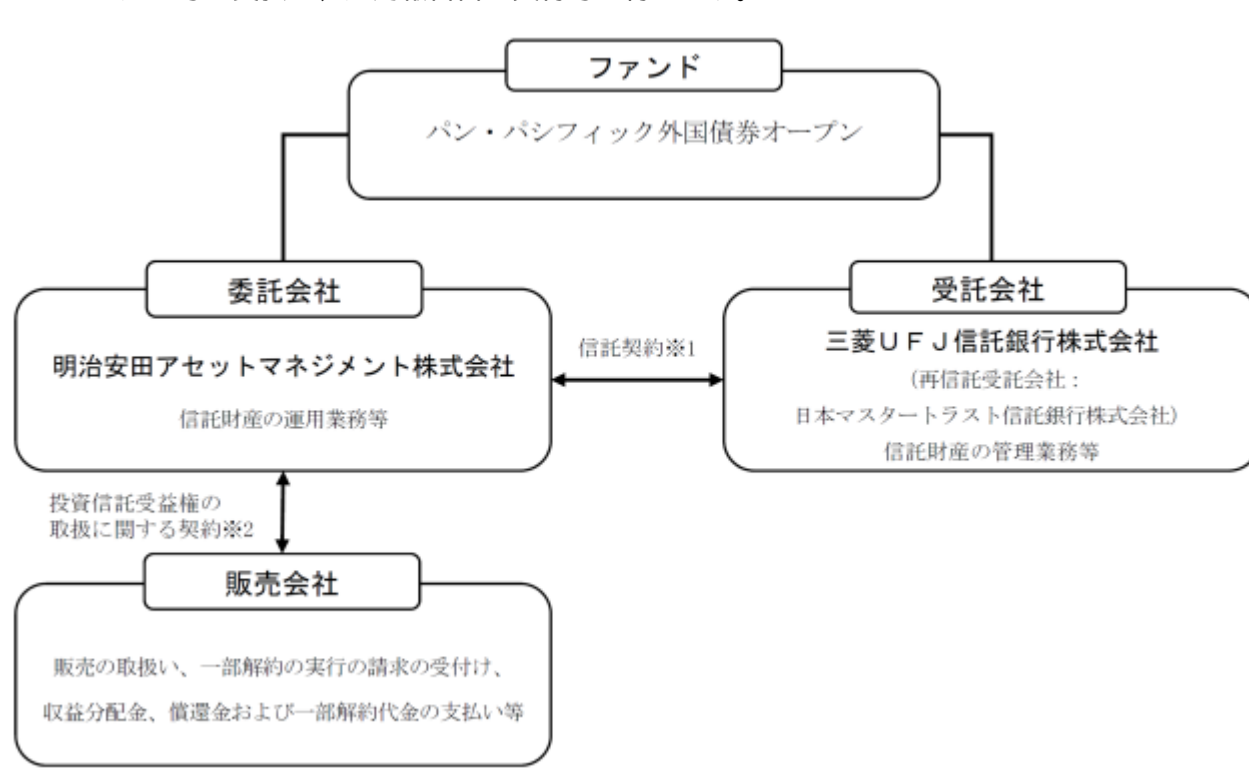 ファンド
パン・パシフィック外国債券オープン
委託会社
明治安田アセットマネジメント株式会社
信託財産の運用業務等
信託契約※1
受託会社
三菱ＵＦＪ信託銀行株式会社
(再信託受託会社：
日本マスタートラスト信託銀行株式会社)
信託財産の管理業務等
投資信託受益権の
取扱に関する契約※2
販売会社
販売の取扱い、一部解約の実行の請求の受付け、
収益分配金、償還金および一部解約代金の支払い等